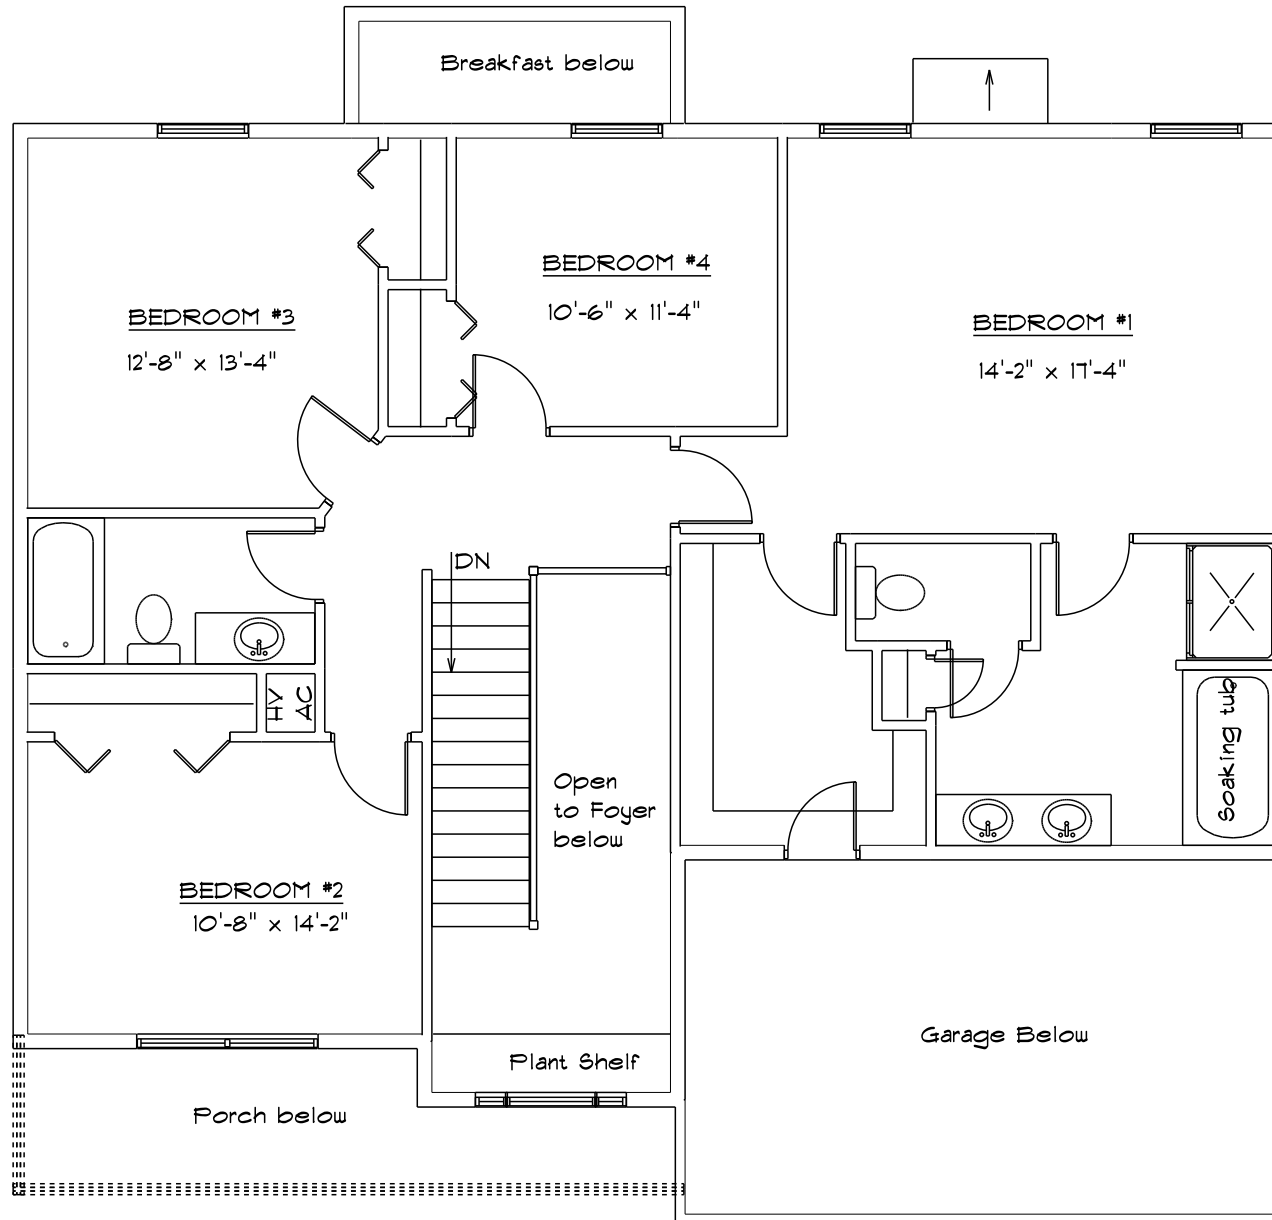 Breakfast below
BEDROOM #4
10'-6" x 11'-4"
BEDROOM #3
12'-8" x 13'-4"
BEDROOM #1
14'-2" x 17'-4"
DN
HV
AC
Soaking tub
Open
to Foyer
below
BEDROOM #2
10'-8" x 14'-2"
Garage Below
Plant Shelf
Porch below